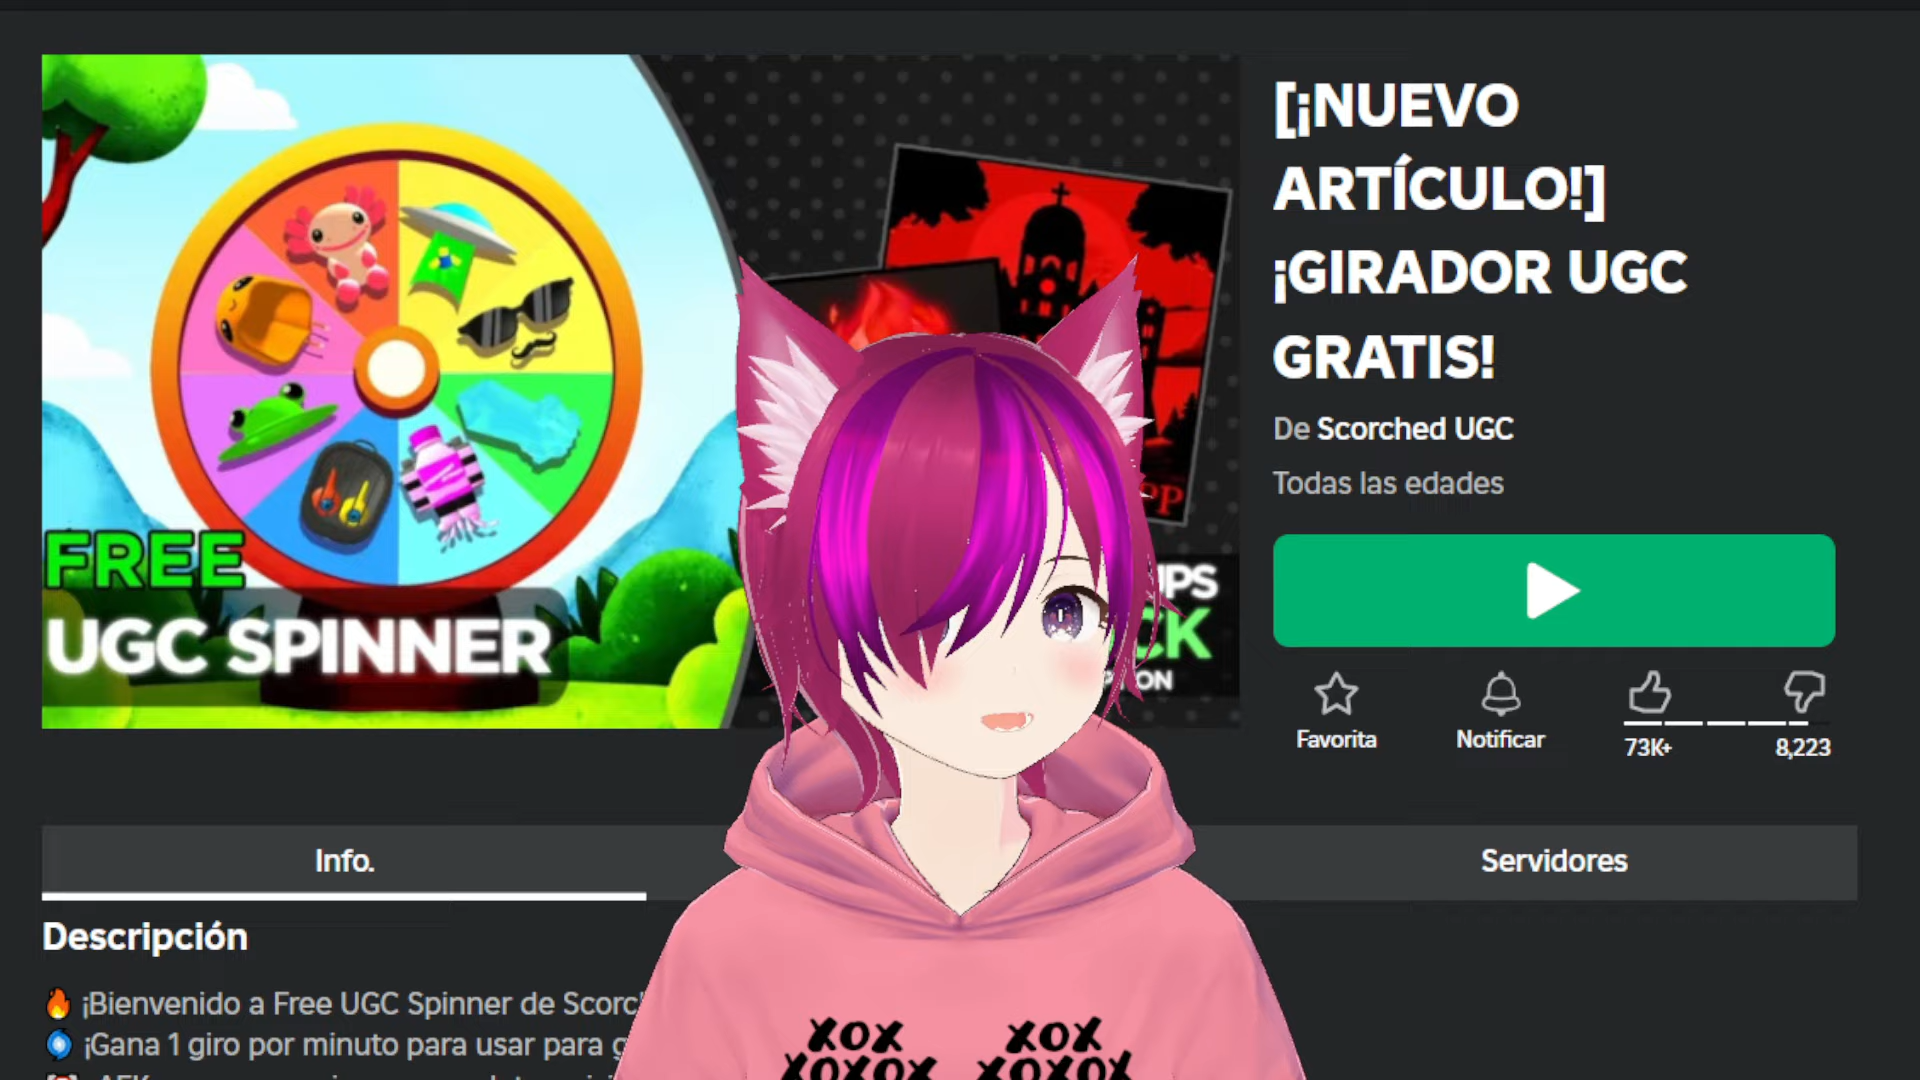 [¡NUEVO
ARTÍCULO!]
¡GIRADOR UGC
GRATIS!
De Scorched UGC
Todas las edades
FREE
UGC SPINNER
Favorita
Notificar
73K+
8,223
Info.
Servidores
Descripción
¡Bienvenido a Free UGC Spinner de
¡Gana 1 giro por minuto para usar para
XOX XOX
XOXOX XOXOX